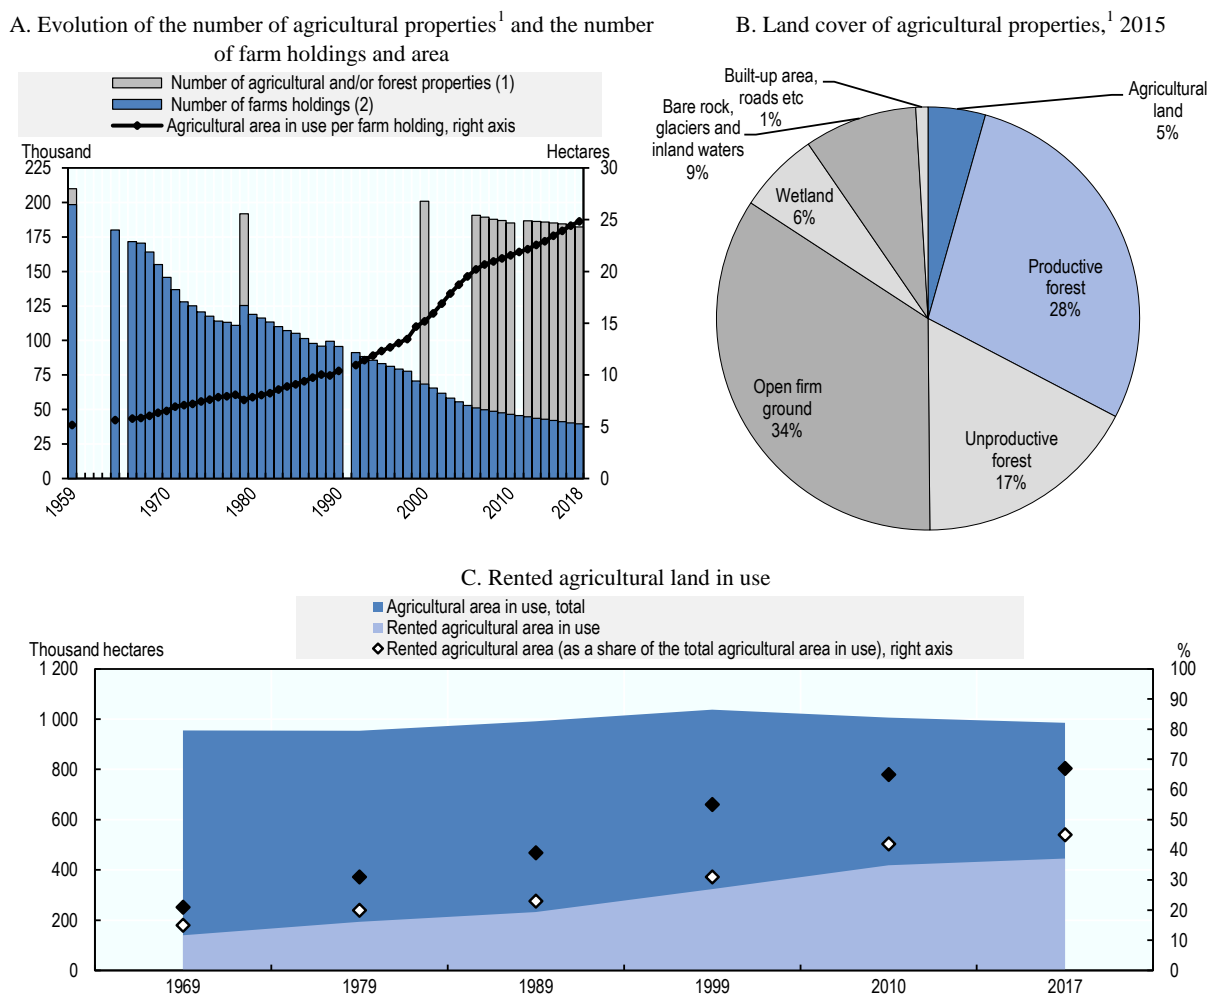 A. Evolution of the number of agricultural properties1 and the number
of farm holdings and area
Number of agricultural and/or forest properties (1)
Number of farms holdings (2)
Agricultural area in use per farm holding, right axis
Thousand
Hectares
225
200
175
150
125
100
75
50
25
0
30
25
20
15
10
5
0
1959
1970
1980
1990
2000
2010
2018
B. Land cover of agricultural properties,1 2015
Built-up area,
roads etc
1%
Agricultural
land
5%
Bare rock,
glaciers and
inland waters
9%
Wetland
6%
Productive
forest
28%
Open firm
ground
34%
Unproductive
forest
17%
C. Rented agricultural land in use
Agricultural area in use, total
Rented agricultural area in use
Rented agricultural area (as a share of the total agricultural area in use), right axis
Thousand hectares
%
1 200
1 000
800
600
400
200
0
100
90
80
70
60
50
40
30
20
10
0
1969
1979
1989
1999
2010
2017